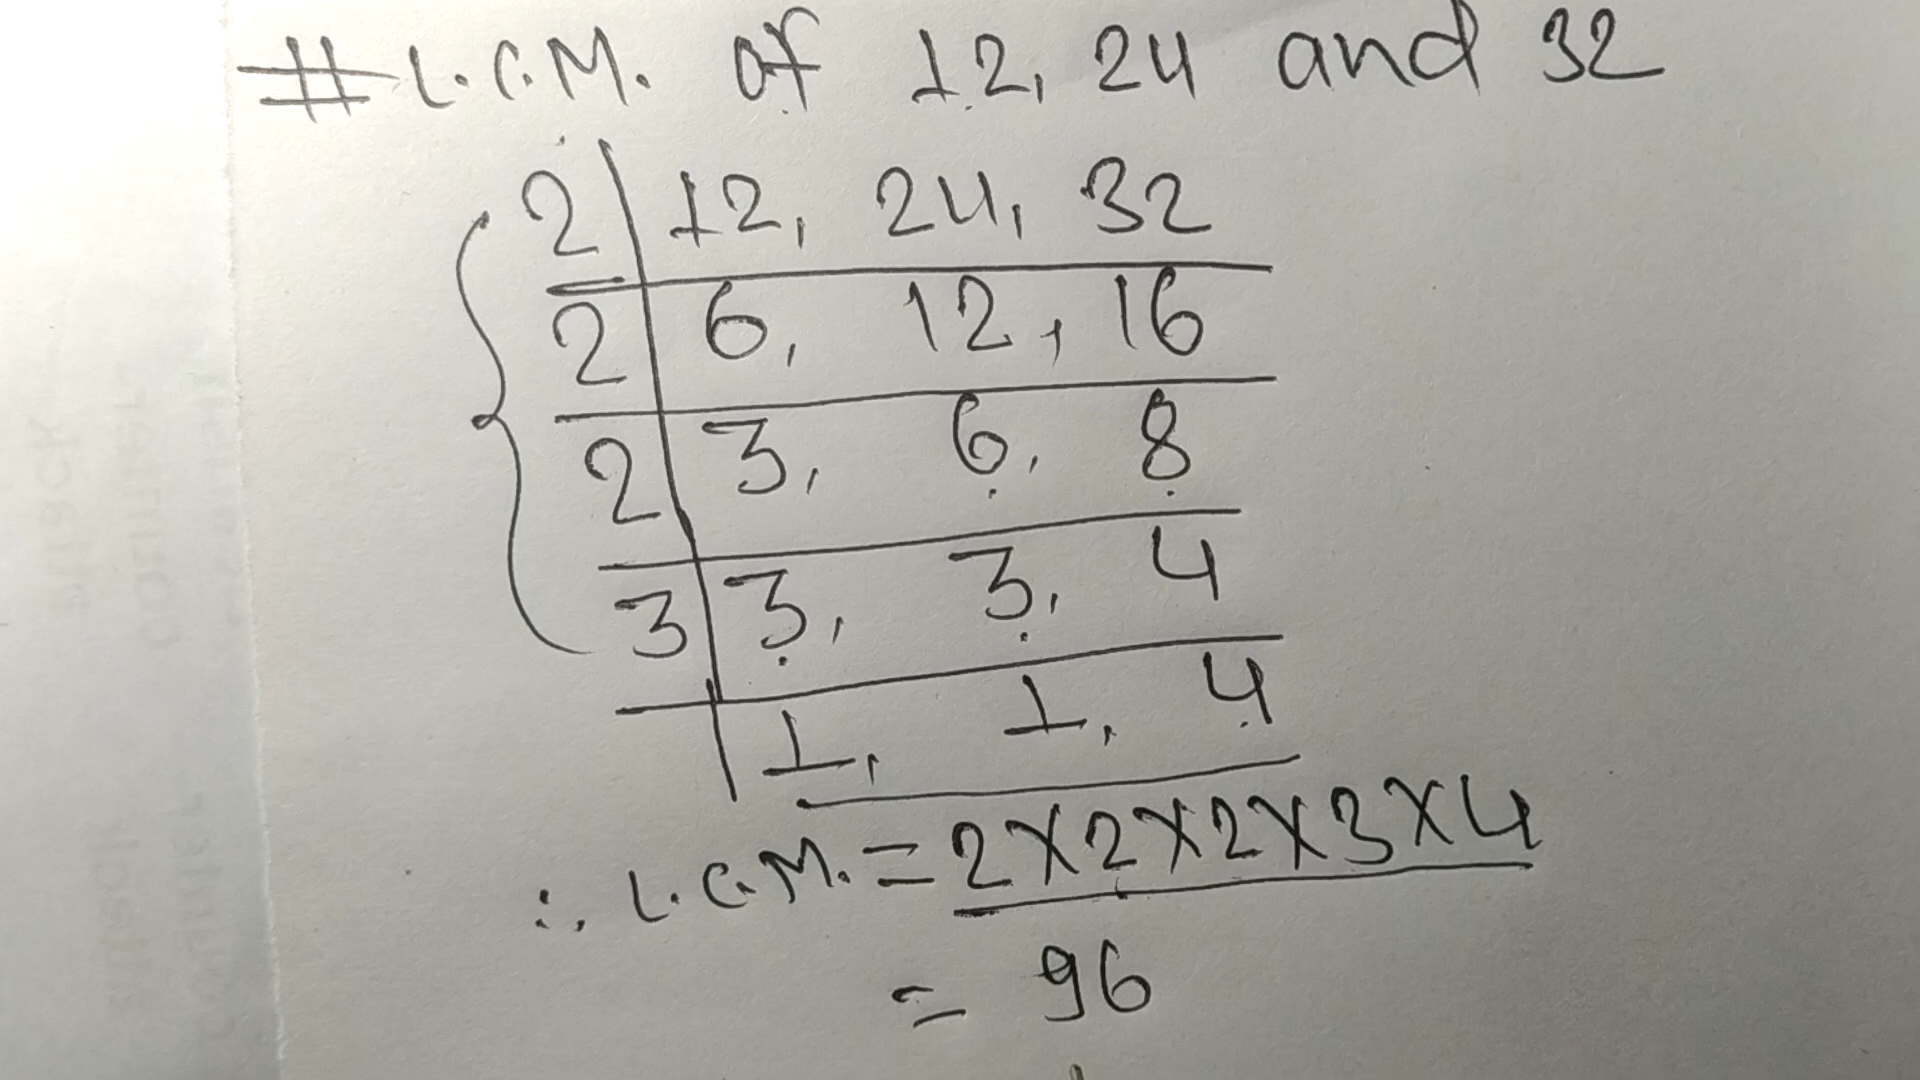 # L.C.M. of 12, 24 and 32
2 | 12, 24, 32
2 | 6, 12, 16
2 | 3, 6, 8
3 | 3, 3, 4
| 1, 1, 4
∴ L.C.M. = 2×2×2×3×4
= 96